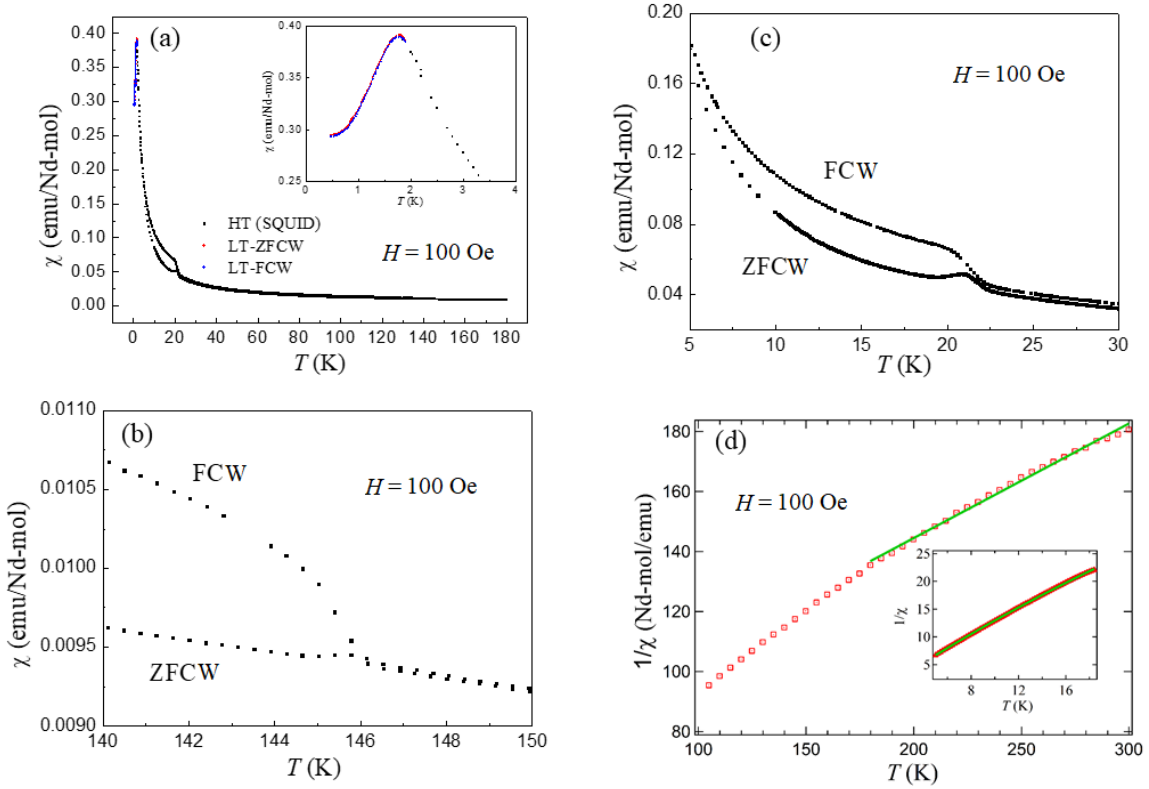 (a)
χ (emu/Nd-mol)
0.40
0.35
0.30
0.25
0.20
0.15
0.10
0.05
0.00
0 20 40 60 80 100 120 140 160 180
T (K)
χ (emu/Nd-mol)
0.40
0.35
0.30
0.25
0 1 2 3 4
T (K)
HT (SQUID)
LT-ZFCW
LT-FCW
H = 100 Oe
(c)
χ (emu/Nd-mol)
0.20
0.16
0.12
0.08
0.04
5 10 15 20 25 30
T (K)
H = 100 Oe
FCW
ZFCW
(b)
χ (emu/Nd-mol)
0.0110
0.0105
0.0100
0.0095
0.0090
140 142 144 146 148 150
T (K)
FCW
H = 100 Oe
ZFCW
(d)
1/χ (Nd-mol/emu)
180
160
140
120
100
80
100 150 200 250 300
T (K)
H = 100 Oe
1/χ
25
20
15
10
5
8 12 16
T (K)